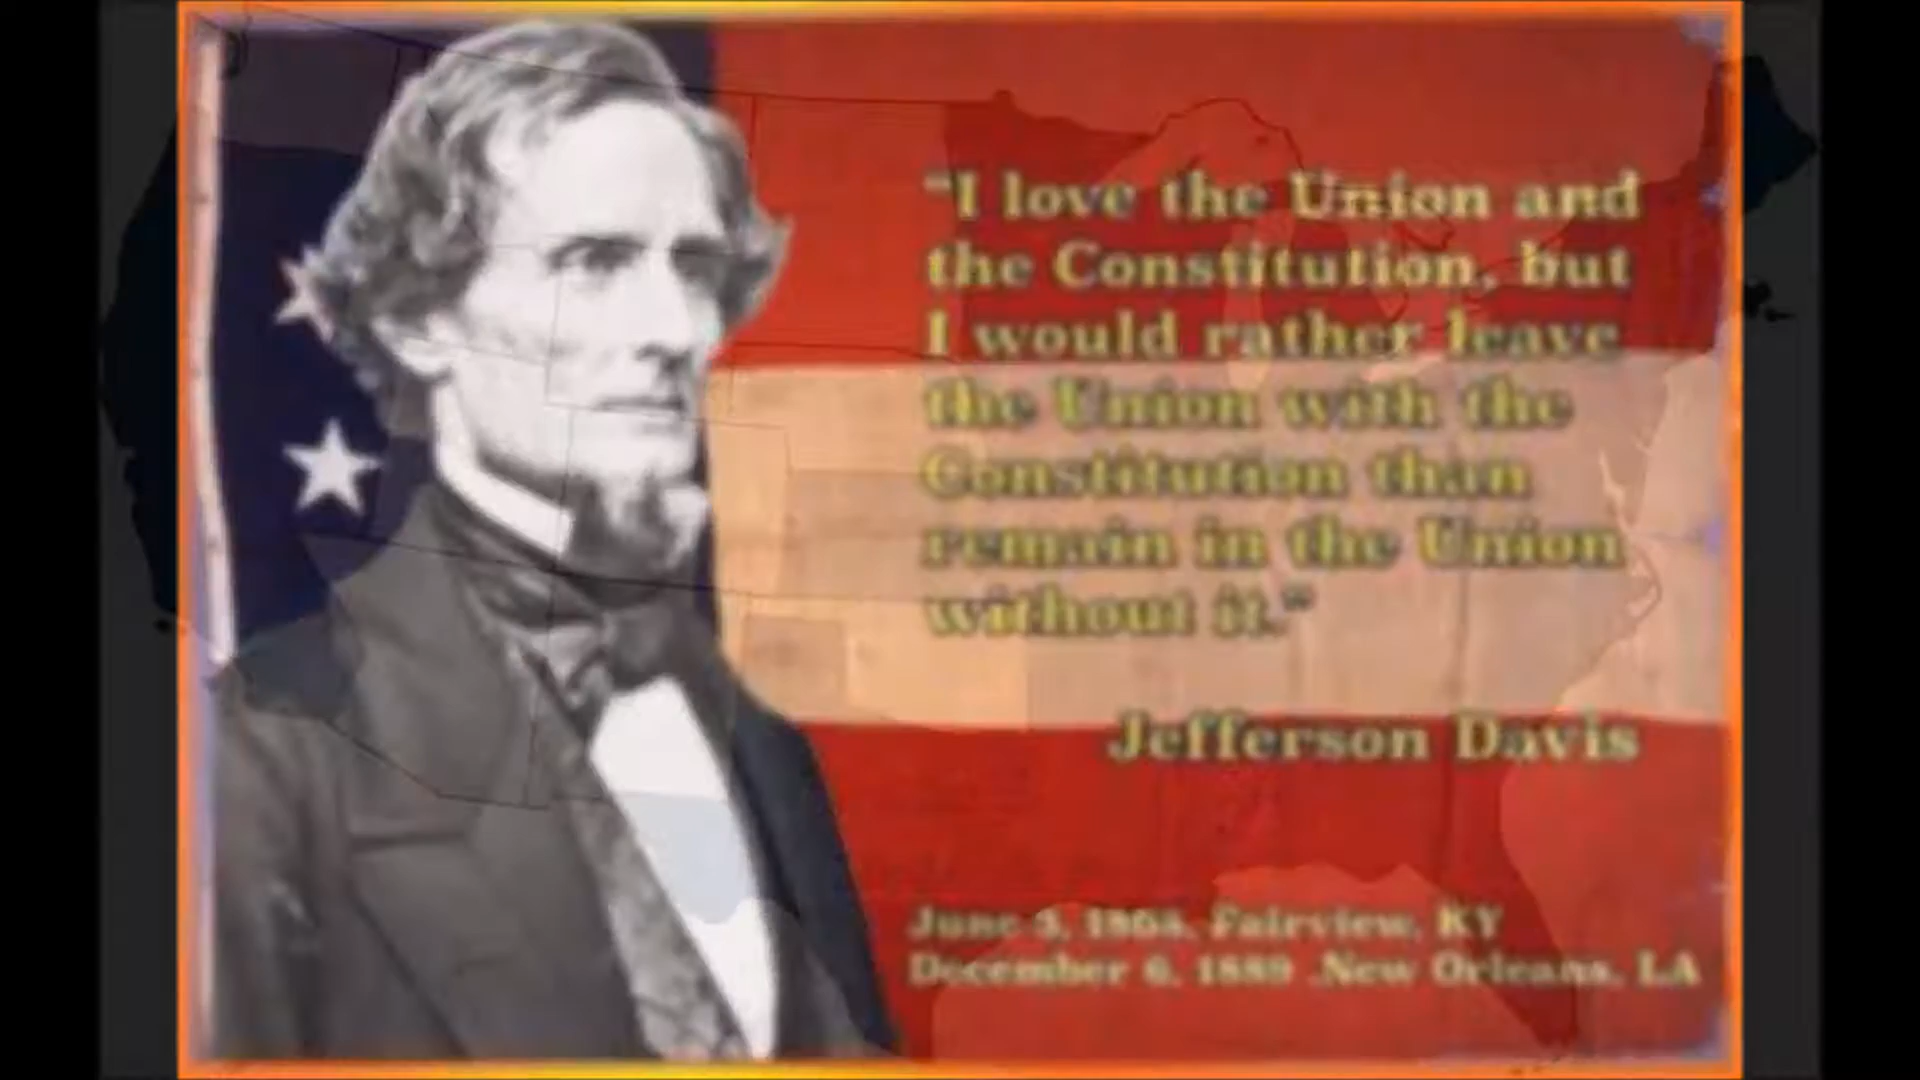 “I love the Union and
the Constitution, but
I would rather leave
the Union with the
Constitution than
remain in the Union
without it.”
Jefferson Davis
June 3, 1808, Fairview, KY
December 6, 1889 .New Orleans, LA